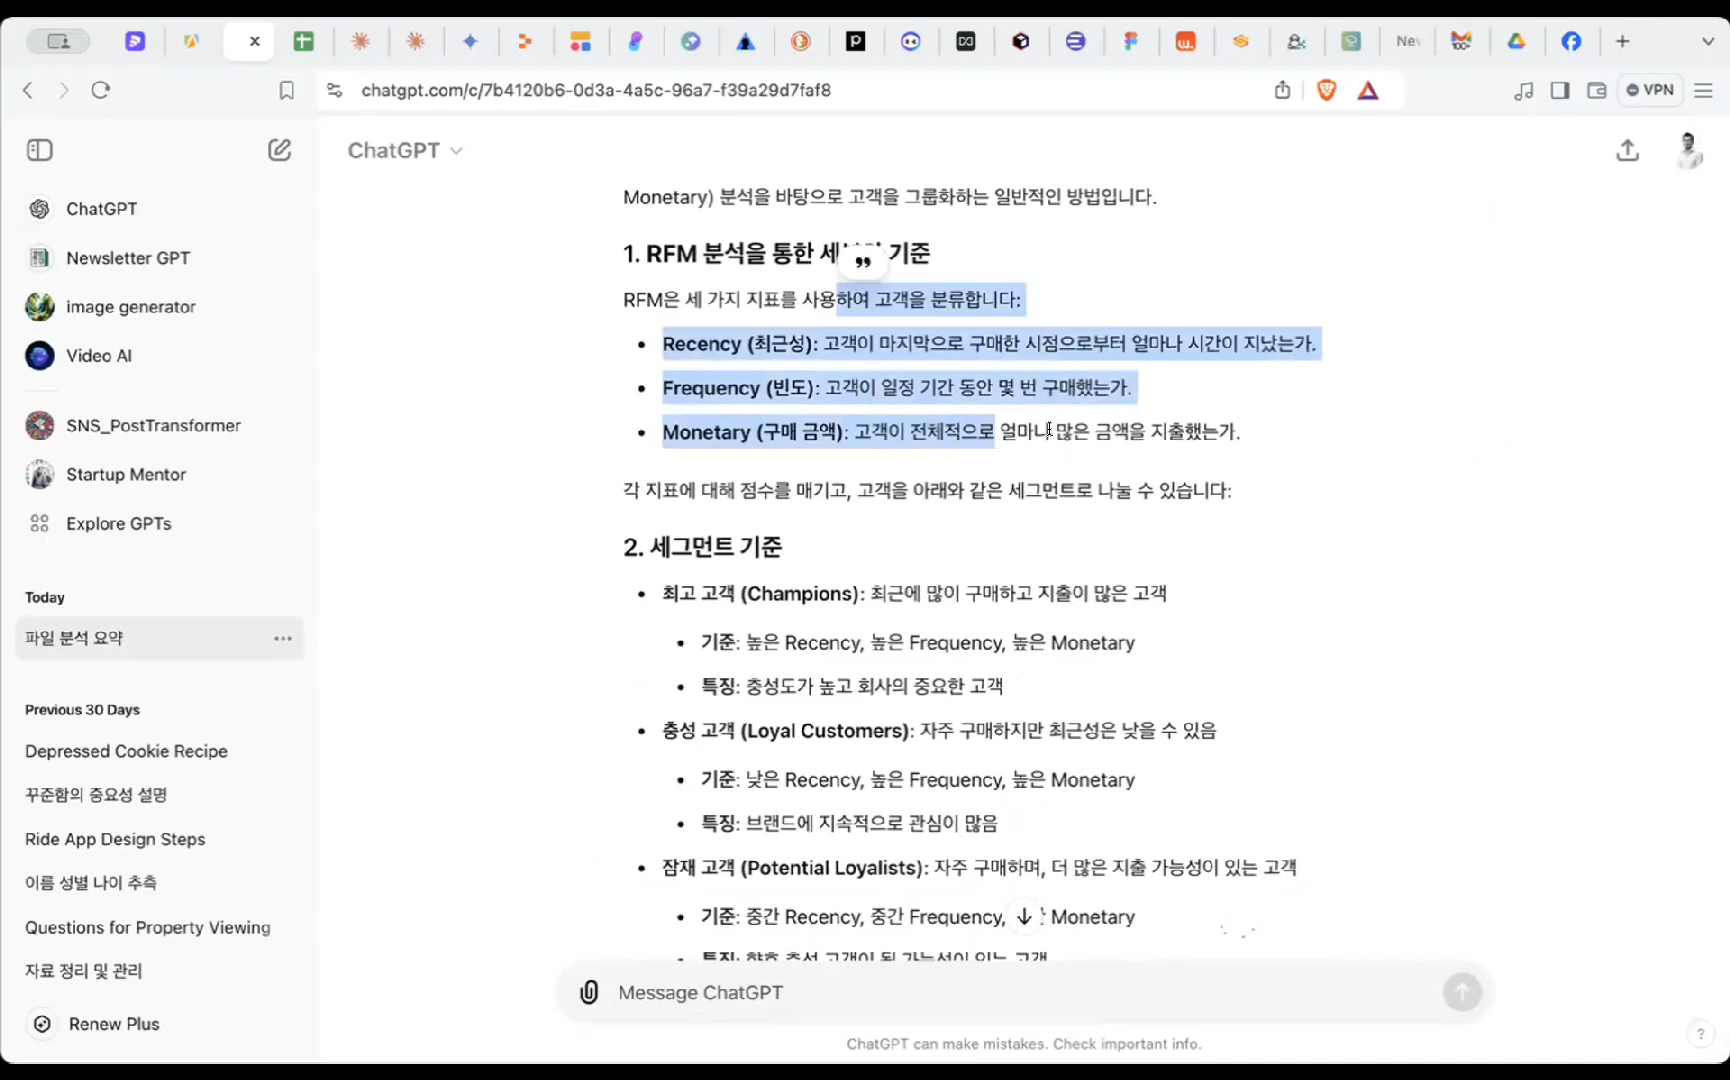 New
chatgpt.com/c/7b4120b6-0d3a-4a5c-96a7-f39a29d7faf8
VPN
ChatGPT
Newsletter GPT
image generator
Video AI
SNS_PostTransformer
Startup Mentor
Explore GPTs
Today
파일 분석 요약
Previous 30 Days
Depressed Cookie Recipe
꾸준함의 중요성 설명
Ride App Design Steps
이름 성별 나이 추측
Questions for Property Viewing
자료 정리 및 관리
Renew Plus
ChatGPT
Monetary) 분석을 바탕으로 고객을 그룹화하는 일반적인 방법입니다.
1. RFM 분석을 통한 기준
RFM은 세 가지 지표를 사용하여 고객을 분류합니다:
• Recency (최근성): 고객이 마지막으로 구매한 시점으로부터 얼마나 시간이 지났는가.
• Frequency (빈도): 고객이 일정 기간 동안 몇 번 구매했는가.
• Monetary (구매 금액): 고객이 전체적으로 얼마나 많은 금액을 지출했는가.
각 지표에 대해 점수를 매기고, 고객을 아래와 같은 세그먼트로 나눌 수 있습니다:
2. 세그먼트 기준
• 최고 고객 (Champions): 최근에 많이 구매하고 지출이 많은 고객
• 기준: 높은 Recency, 높은 Frequency, 높은 Monetary
• 특징: 충성도가 높고 회사의 중요한 고객
• 충성 고객 (Loyal Customers): 자주 구매하지만 최근성은 낮을 수 있음
• 기준: 낮은 Recency, 높은 Frequency, 높은 Monetary
• 특징: 브랜드에 지속적으로 관심이 많음
• 잠재 고객 (Potential Loyalists): 자주 구매하며, 더 많은 지출 가능성이 있는 고객
• 기준: 중간 Recency, 중간 Frequency, Monetary
• 특징: 향후 충성 고객이 될 가능성이 있는 고객
Message ChatGPT
ChatGPT can make mistakes. Check important info.
?